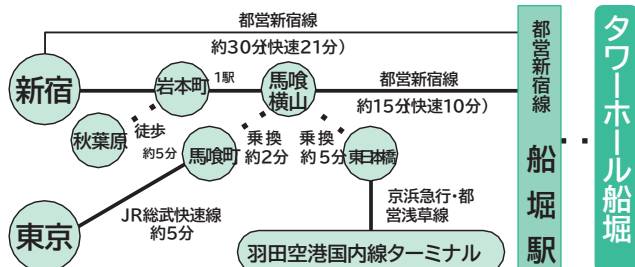 都営新宿線
約30分(快速21分)
新宿
岩本町
1駅
馬喰
横山
都営新宿線
約15分(快速10分)
秋葉原
徒歩
約5分
馬喰町
乗換
約2分
乗換
約5分
東日本橋
東京
JR総武快速線
約5分
京浜急行・都
営浅草線
羽田空港国内線ターミナル
都営新宿線
船堀駅
タワーホール船堀